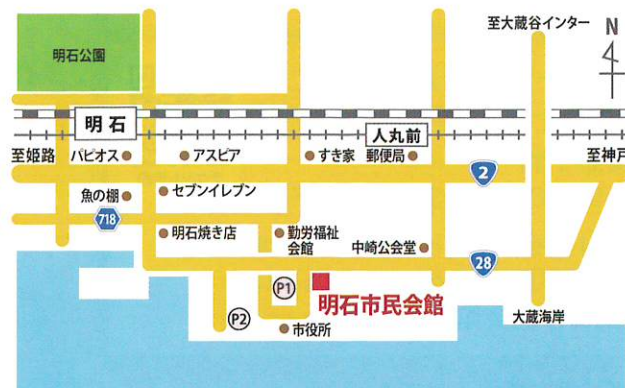 至大蔵谷インター
N
明石公園
明石
人丸前
至姫路
パピオス
アスピア
すき家
郵便局
至神戸
2
魚の棚
セブンイレブン
718
明石焼き店
勤労福祉
会館
中崎公会堂
28
P1
明石市民会館
P2
市役所
大蔵海岸